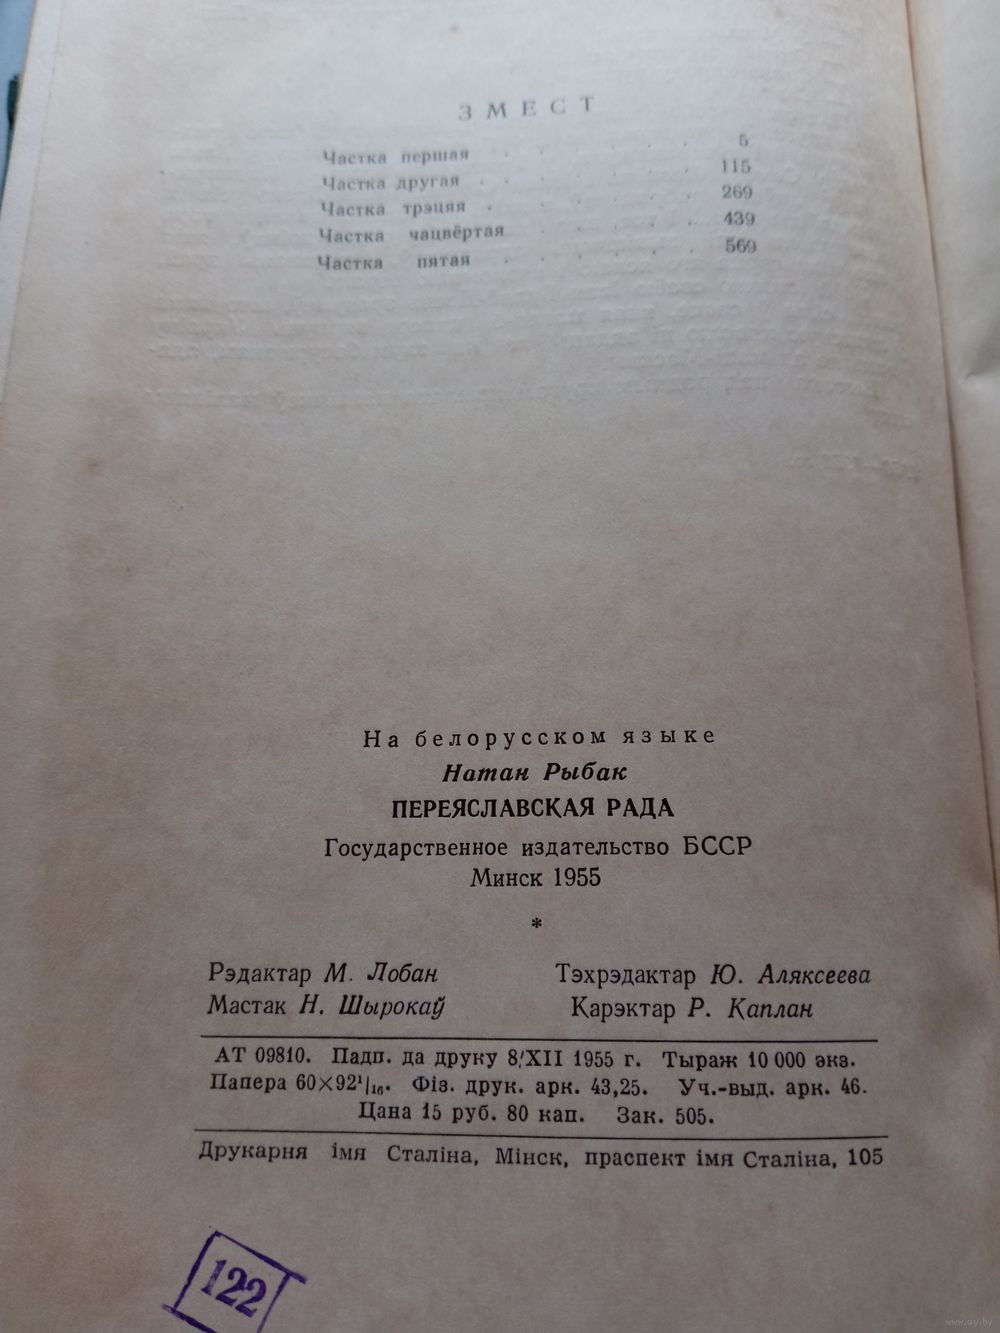 ЗМЕСТ
Частка першая . . . . . . 5
Частка другая . . . . . . 115
Частка трэцяя . . . . . . 269
Частка чацвёртая . . . . . 439
Частка пятая . . . . . . 569
На белорусском языке
Натан Рыбак
ПЕРЕЯСЛАВСКАЯ РАДА
Государственное издательство БССР
Минск 1955
*
Рэдактар М. Лобан Тэхрэдактар Ю. Аляксеева
Мастак Н. Шырокаў Карэктар Р. Каплан
АТ 09810. Падп. да друку 8/XII 1955 г. Тыраж 10 000 экз.
Папера 60×92¹/₁₆. Фіз. друк. арк. 43,25. Уч.-выд. арк. 46.
Цана 15 руб. 80 кап. Зак. 505.
Друкарня імя Сталіна, Мінск, праспект імя Сталіна, 105
122
www.ay.by